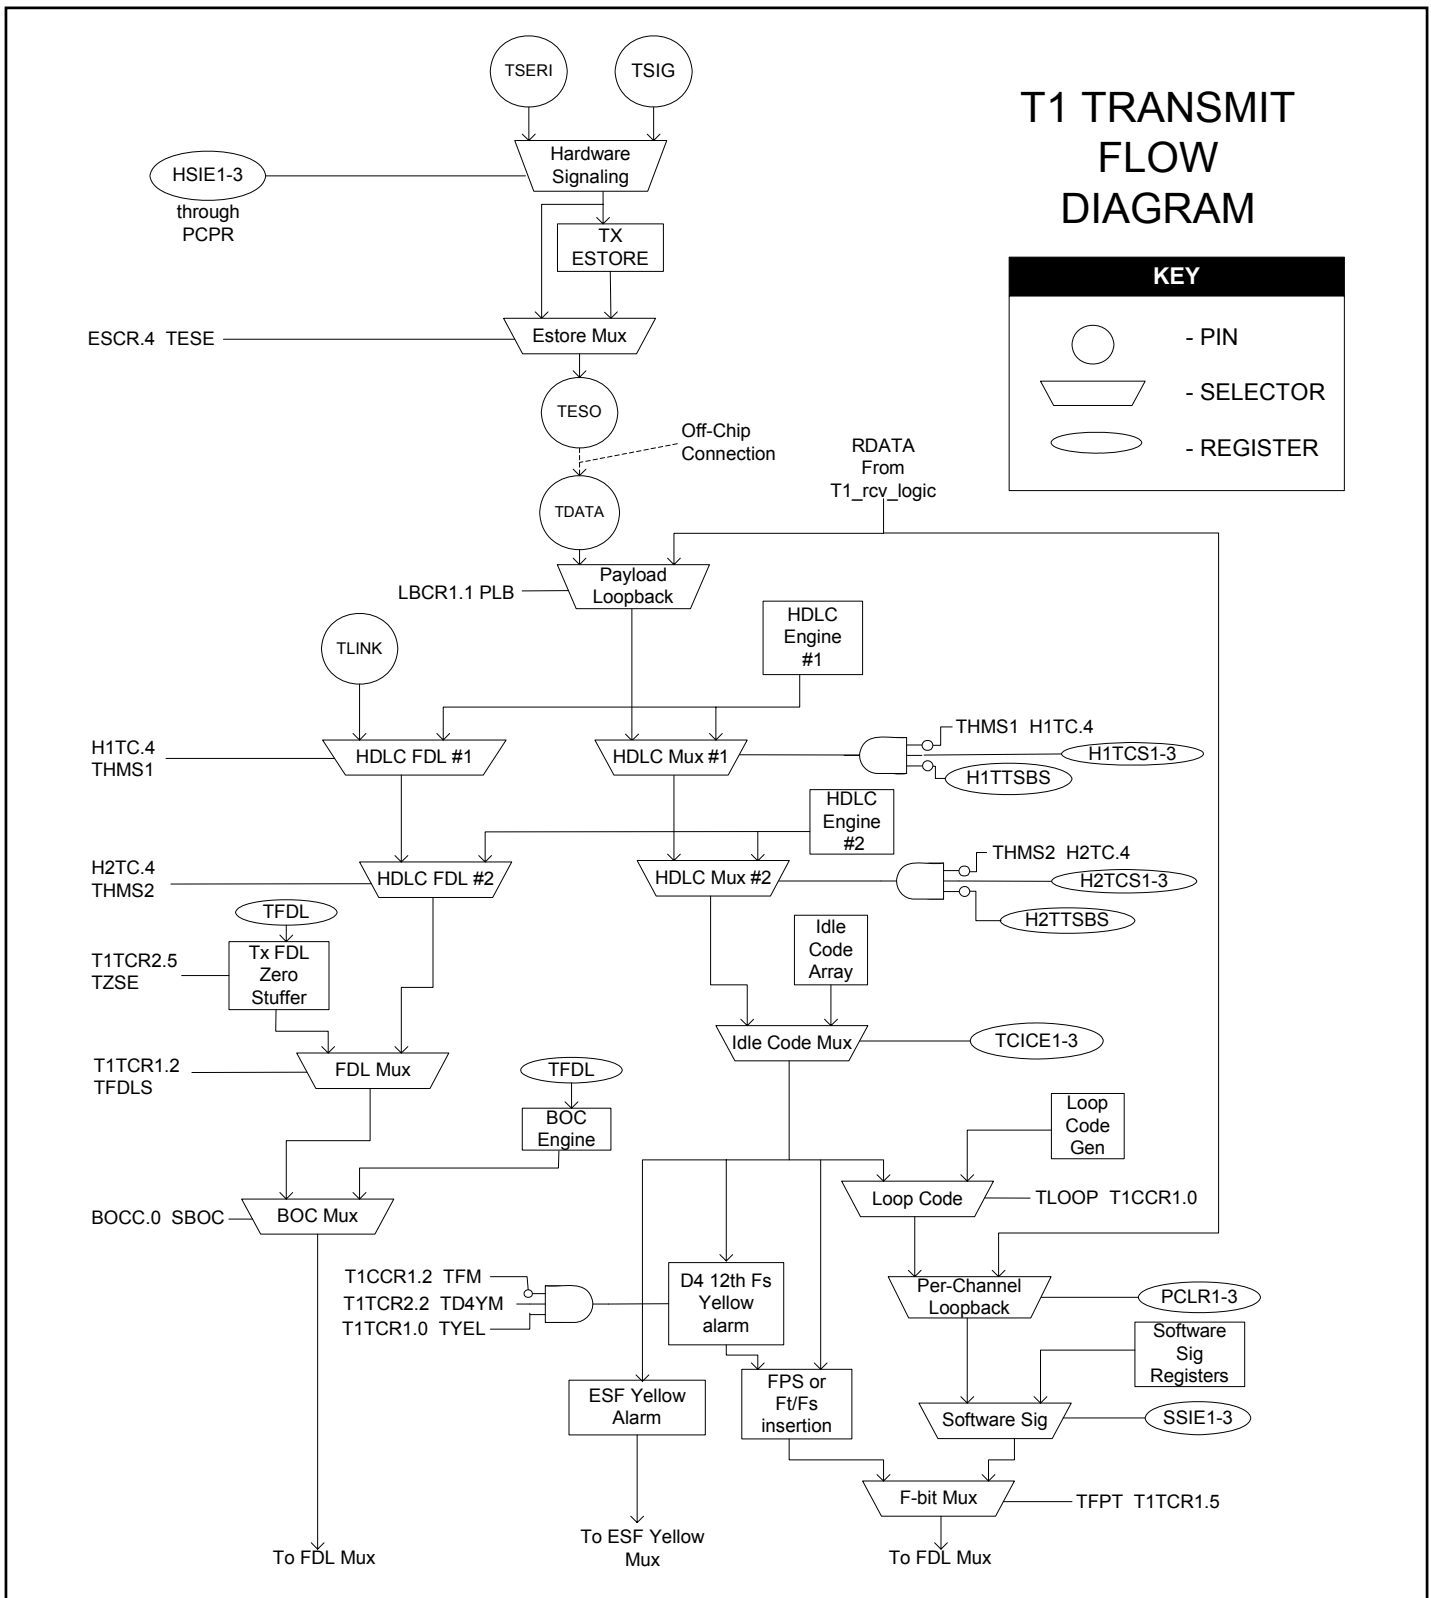 TSERI
TSIG
T1 TRANSMIT
FLOW
DIAGRAM
Hardware
Signaling
HSIE1-3
through
PCPR
TX
ESTORE
KEY
- PIN
- SELECTOR
- REGISTER
ESCR.4 TESE
Estore Mux
TESO
Off-Chip
Connection
RDATA
From
T1_rcv_logic
TDATA
Payload
Loopback
LBCR1.1 PLB
HDLC
Engine
#1
TLINK
H1TC.4
THMS1
HDLC FDL #1
HDLC Mux #1
THMS1 H1TC.4
H1TCS1-3
H1TTSBS
HDLC
Engine
#2
H2TC.4
THMS2
HDLC FDL #2
HDLC Mux #2
THMS2 H2TC.4
H2TCS1-3
H2TTSBS
TFDL
T1TCR2.5
TZSE
Tx FDL
Zero
Stuffer
Idle
Code
Array
Idle Code Mux
TCICE1-3
T1TCR1.2
TFDLS
FDL Mux
TFDL
BOC
Engine
Loop
Code
Gen
BOCC.0 SBOC
BOC Mux
Loop Code
TLOOP T1CCR1.0
T1CCR1.2 TFM
T1TCR2.2 TD4YM
T1TCR1.0 TYEL
D4 12th Fs
Yellow
alarm
Per-Channel
Loopback
PCLR1-3
Software
Sig
Registers
ESF Yellow
Alarm
FPS or
Ft/Fs
insertion
Software Sig
SSIE1-3
F-bit Mux
TFPT T1TCR1.5
To FDL Mux
To ESF Yellow
Mux
To FDL Mux